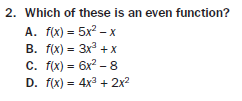 2. Which of these is an even function?
A. f(x) = 5x² – x
B. f(x) = 3x³ + x
C. f(x) = 6x² – 8
D. f(x) = 4x³ + 2x²